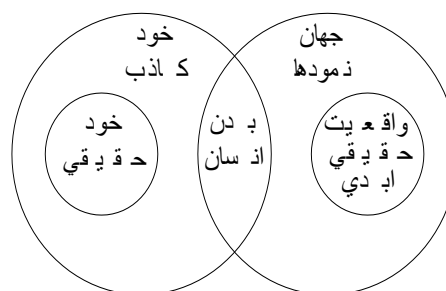 خود
کاذب
جهان
نمودها
خود
حقيقي
بدن
انسان
واقعيت
حقيقي
ابدي